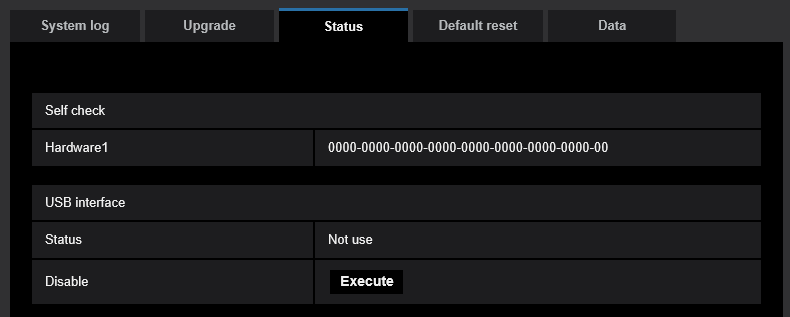 System log Upgrade Status Default reset Data
Self check
Hardware1 0000-0000-0000-0000-0000-0000-0000-0000-00
USB interface
Status Not use
Disable Execute